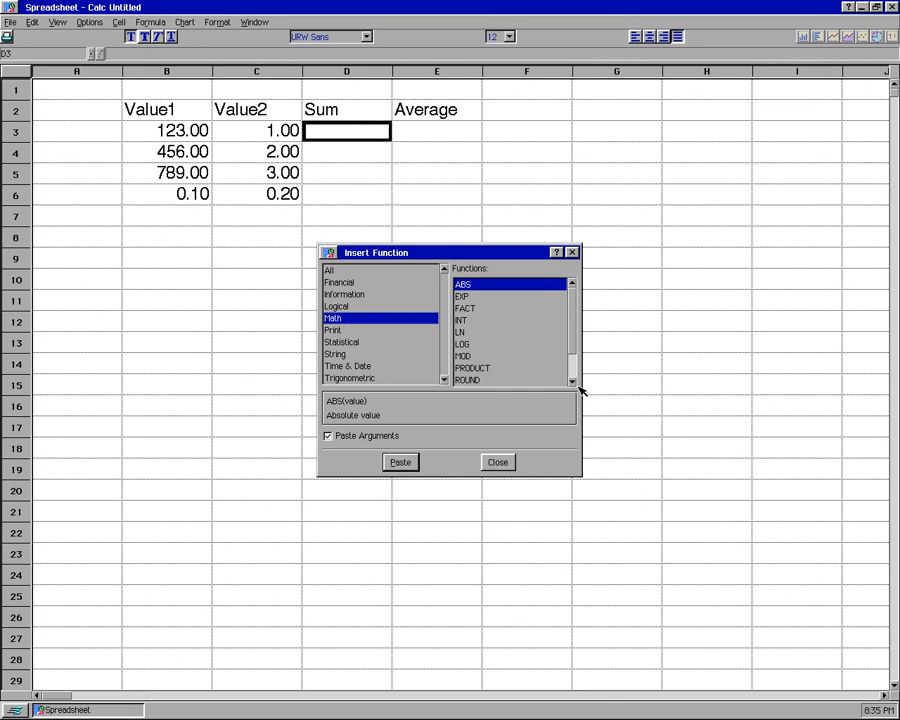 Spreadsheet - Calc Untitled
File Edit View Options Cell Formula Chart Format Window
T T T T URW Sans 12
D3
A B C D E F G H I J
1
2 Value1 Value2 Sum Average
3 123.00 1.00
4 456.00 2.00
5 789.00 3.00
6 0.10 0.20
7
8
9
10
11
12
13
14
15
16
17
18
19
20
21
22
23
24
25
26
27
28
29
Insert Function
All
Financial
Information
Logical
Math
Print
Statistical
String
Time & Date
Trigonometric
Functions:
ABS
EXP
FACT
INT
LN
LOG
MOD
PRODUCT
ROUND
ABS(value)
Absolute value
Paste Arguments
Paste Close
Spreadsheet 8:35 PM